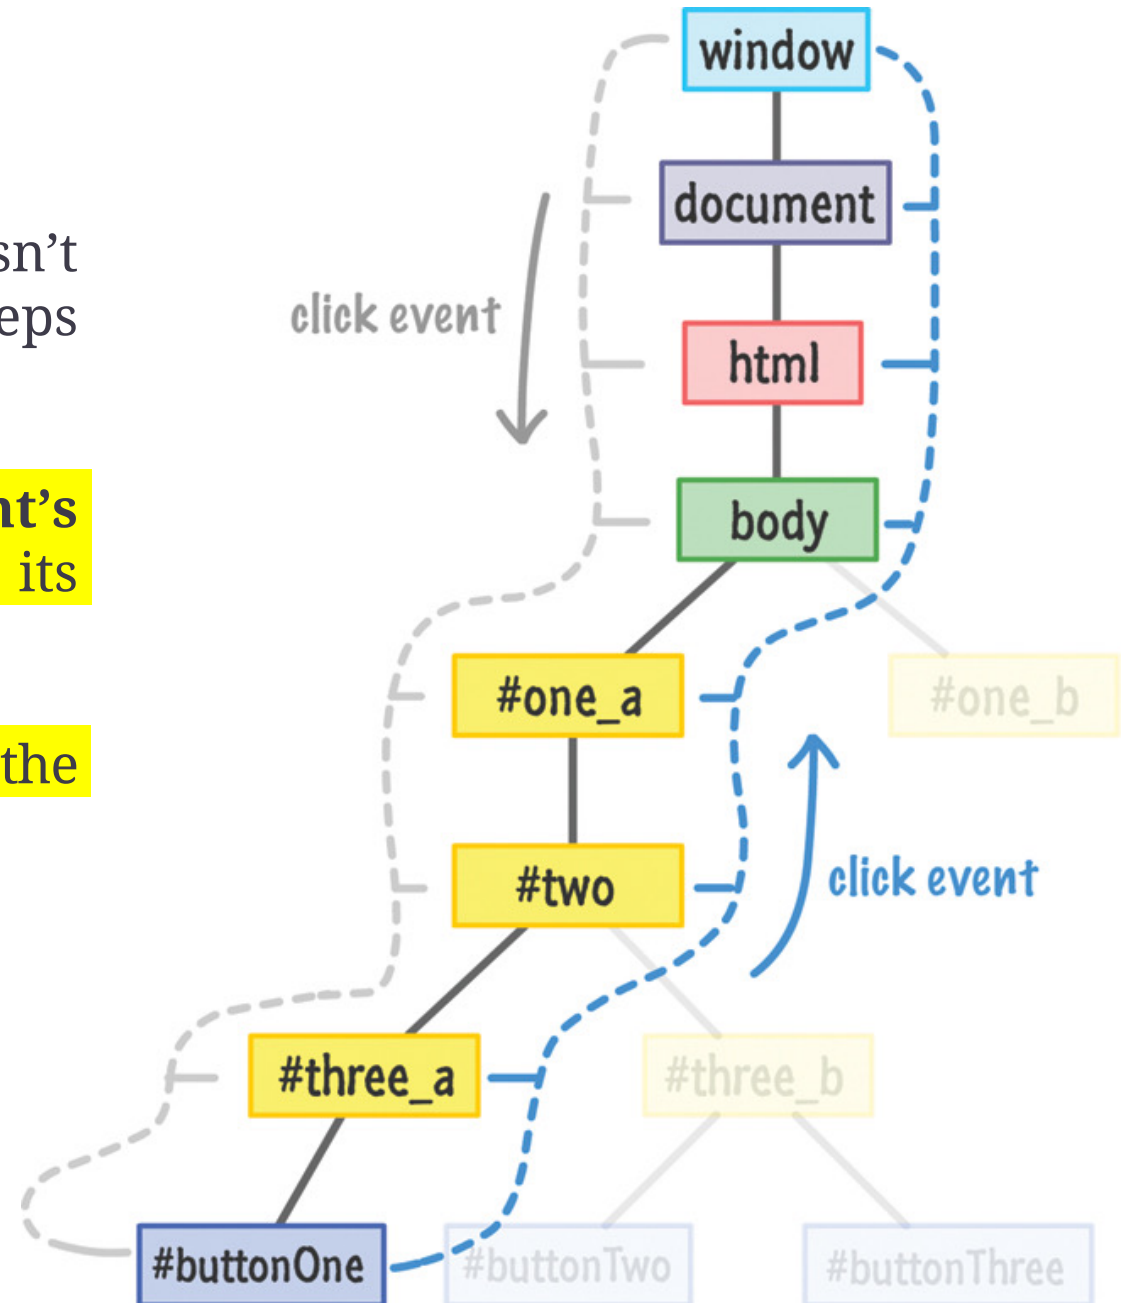 window
document
sn’t
eps
click event
html
nt’s
body
its
#one_a
#one_b
the
#two
click event
#three_a
#three_b
#buttonOne
#buttonTwo
#buttonThree